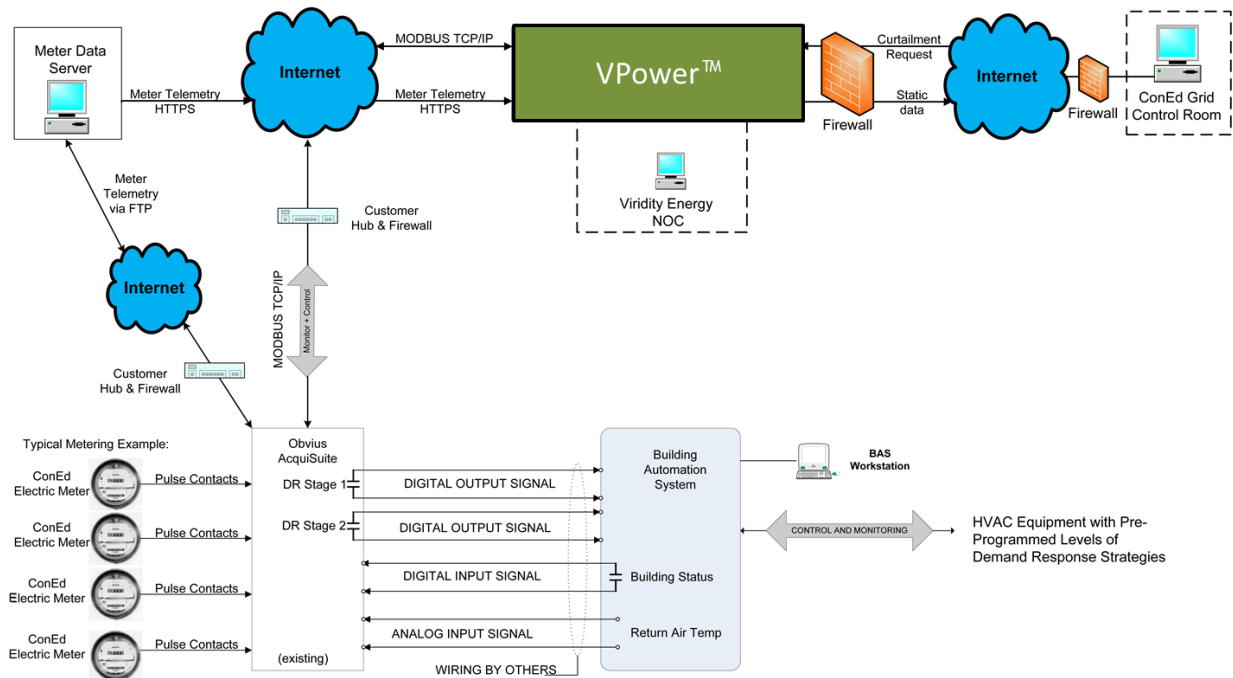 Meter Data
Server
Meter Telemetry
HTTPS
Internet
MODBUS TCP/IP
Meter Telemetry
HTTPS
VPower™
Viridity Energy
NOC
Firewall
Curtailment
Request
Static
data
Internet
Firewall
ConEd Grid
Control Room
Meter
Telemetry
via FTP
Internet
Customer
Hub & Firewall
Customer
Hub & Firewall
MODBUS TCP/IP
Monitor + Control
Typical Metering Example:
ConEd
Electric Meter
Pulse Contacts
ConEd
Electric Meter
Pulse Contacts
ConEd
Electric Meter
Pulse Contacts
ConEd
Electric Meter
Pulse Contacts
Obvius
AcquiSuite
DR Stage 1
DR Stage 2
(existing)
DIGITAL OUTPUT SIGNAL
DIGITAL OUTPUT SIGNAL
DIGITAL INPUT SIGNAL
ANALOG INPUT SIGNAL
WIRING BY OTHERS
Building
Automation
System
Building Status
Return Air Temp
BAS
Workstation
CONTROL AND MONITORING
HVAC Equipment with Pre-
Programmed Levels of
Demand Response Strategies